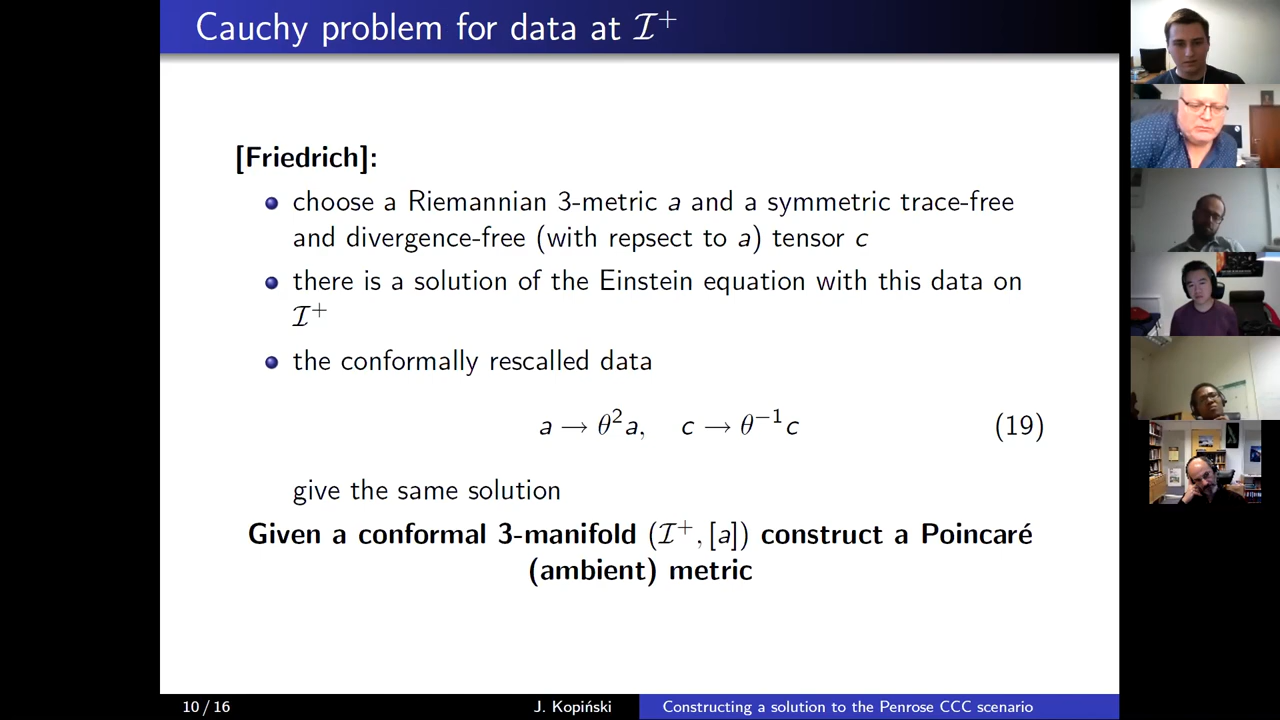 Cauchy problem for data at ℐ⁺
[Friedrich]:
choose a Riemannian 3-metric a and a symmetric trace-free
and divergence-free (with repsect to a) tensor c
there is a solution of the Einstein equation with this data on
ℐ⁺
the conformally rescalled data
a → θ²a, c → θ⁻¹c (19)
give the same solution
Given a conformal 3-manifold (ℐ⁺, [a]) construct a Poincaré
(ambient) metric
10 / 16 J. Kopiński Constructing a solution to the Penrose CCC scenario